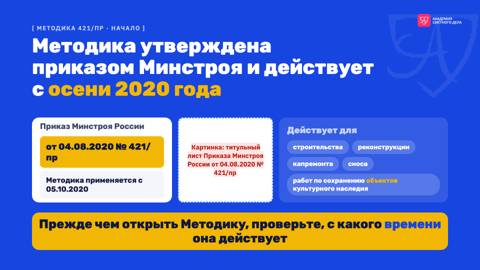 [ МЕТОДИКА 421/ПР · НАЧАЛО ]
АКАДЕМИЯ
СМЕТНОГО ДЕЛА
Методика утверждена
приказом Минстроя и действует
с осени 2020 года
Приказ Минстроя России
от 04.08.2020 № 421/
пр
Методика применяется с
05.10.2020
Картинка: титульный
лист Приказа Минстроя
России от 04.08.2020 №
421/пр
Действует для
строительства
реконструкции
капремонта
сноса
работ по сохранению объектов
культурного наследия
Прежде чем открыть Методику, проверьте, с какого времени
она действует